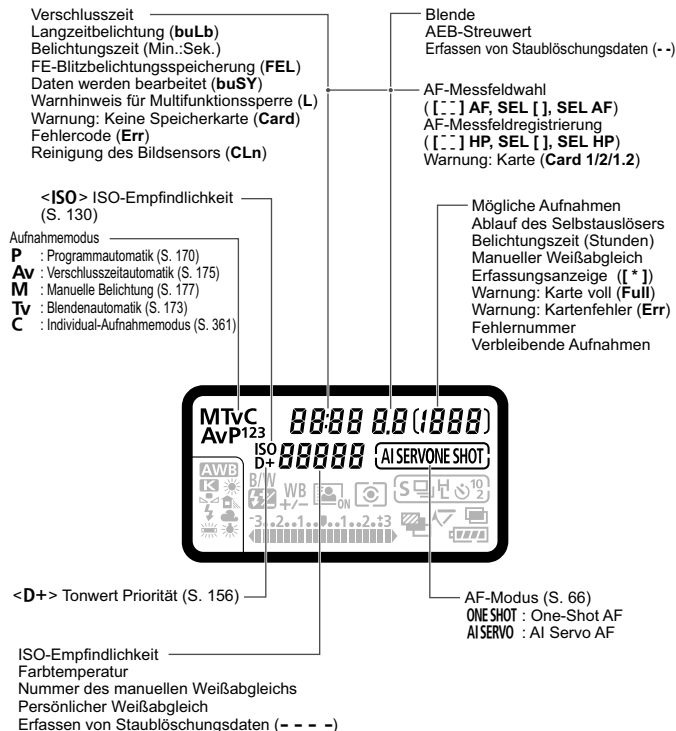 Verschlusszeit
Langzeitbelichtung (buLb)
Belichtungszeit (Min.:Sek.)
FE-Blitzbelichtungsspeicherung (FEL)
Daten werden bearbeitet (buSY)
Warnhinweis für Multifunktionssperre (L)
Warnung: Keine Speicherkarte (Card)
Fehlercode (Err)
Reinigung des Bildsensors (CLn)
Blende
AEB-Streuwert
Erfassen von Staublöschungsdaten (- -)
AF-Messfeldwahl
([¯_¯] AF, SEL [ ], SEL AF)
AF-Messfeldregistrierung
([¯_¯] HP, SEL [ ], SEL HP)
Warnung: Karte (Card 1/2/1.2)
<ISO> ISO-Empfindlichkeit
(S. 130)
Aufnahmemodus
P : Programmautomatik (S. 170)
Av : Verschlusszeitautomatik (S. 175)
M : Manuelle Belichtung (S. 177)
Tv : Blendenautomatik (S. 173)
C : Individual-Aufnahmemodus (S. 361)
Mögliche Aufnahmen
Ablauf des Selbstauslösers
Belichtungszeit (Stunden)
Manueller Weißabgleich
Erfassungsanzeige ([ * ])
Warnung: Karte voll (Full)
Warnung: Kartenfehler (Err)
Fehlernummer
Verbleibende Aufnahmen
MTvC 88:88 8.8 (1888)
AvP123
ISO
D+ 88888 AI SERVO ONE SHOT
AWB B/W
K WB +/- ON S H 10 2
-3..2..1..0..1..2.+3
<D+> Tonwert Priorität (S. 156)
AF-Modus (S. 66)
ONE SHOT : One-Shot AF
AI SERVO : AI Servo AF
ISO-Empfindlichkeit
Farbtemperatur
Nummer des manuellen Weißabgleichs
Persönlicher Weißabgleich
Erfassen von Staublöschungsdaten (- - - -)